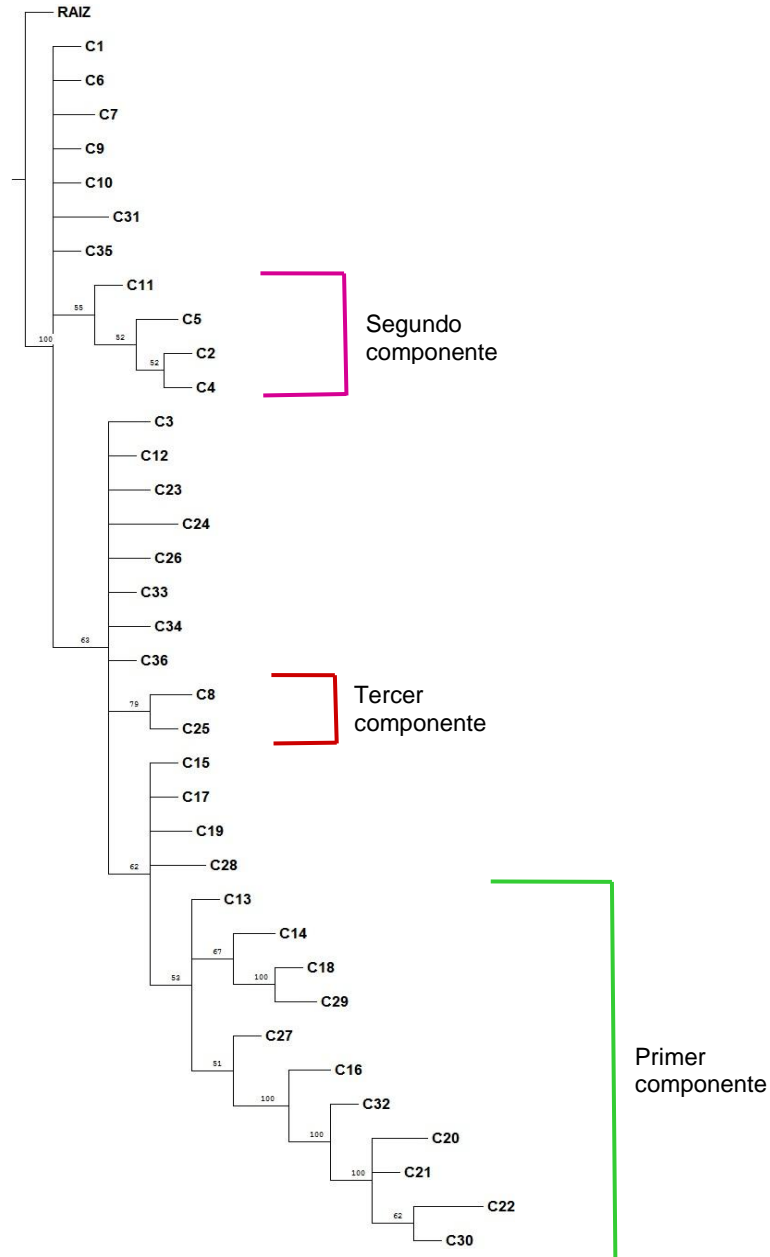 RAIZ
C1
C6
C7
C9
C10
C31
C35
C11
55
C5
Segundo
componente
52
C2
100
52
C4
C3
C12
C23
C24
C26
C33
C34
63
C36
C8
Tercer
componente
79
C25
C15
C17
C19
62
C28
C13
C14
67
C18
53
100
C29
C27
51
C16
Primer
componente
100
C32
100
C20
100
C21
C22
62
C30